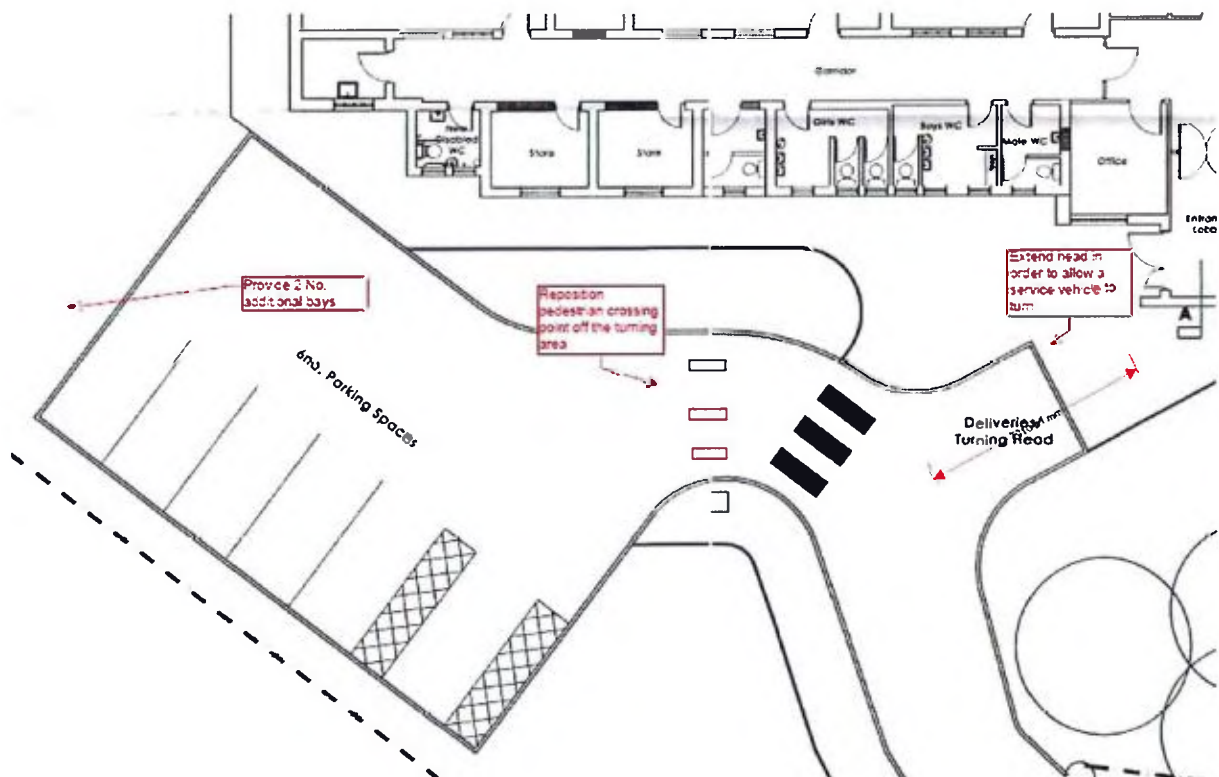 Corridor
New
Disabled
WC
Store
Store
Girls WC
Boys WC
Male WC
Office
Entran
Lobb
Provide 2 No.
additional bays
Reposition
pedestrian crossing
point off the turning
area
Extend head in
order to allow a
service vehicle to
turn
A
6no. Parking Spaces
Deliveries/
Turning Head
mm